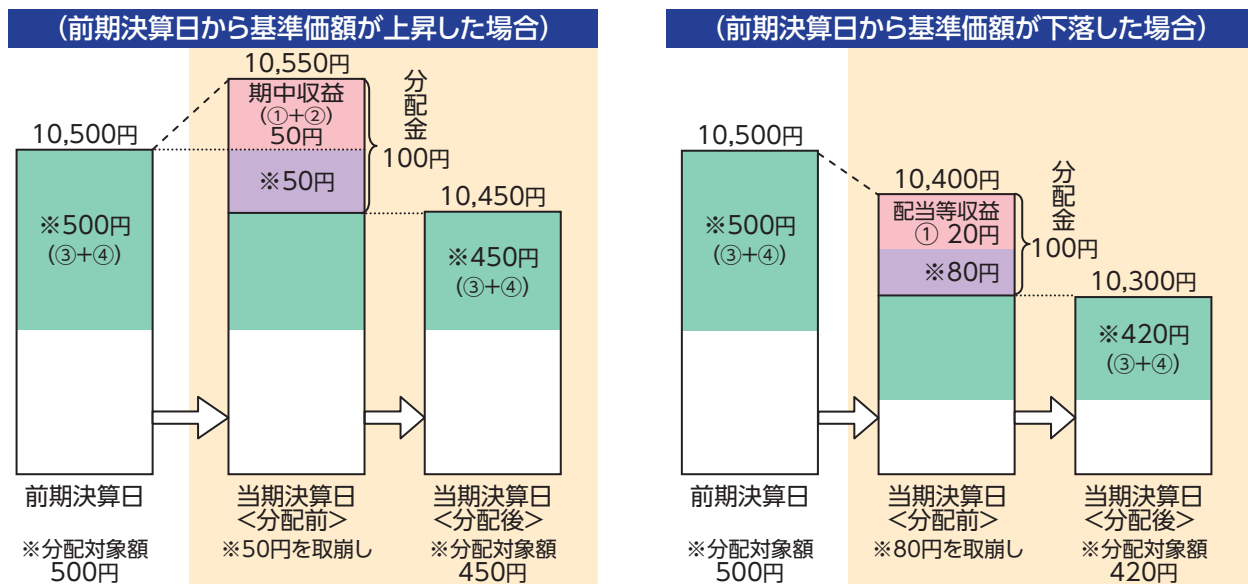 (前期決算日から基準価額が上昇した場合)
10,550円
期中収益
(①+②)
50円
※50円
分配金
100円
10,500円
※500円
(③+④)
10,450円
※450円
(③+④)
前期決算日
※分配対象額
500円
当期決算日
<分配前>
※50円を取崩し
当期決算日
<分配後>
※分配対象額
450円
(前期決算日から基準価額が下落した場合)
10,500円
※500円
(③+④)
10,400円
配当等収益
① 20円
※80円
分配金
100円
10,300円
※420円
(③+④)
前期決算日
※分配対象額
500円
当期決算日
<分配前>
※80円を取崩し
当期決算日
<分配後>
※分配対象額
420円